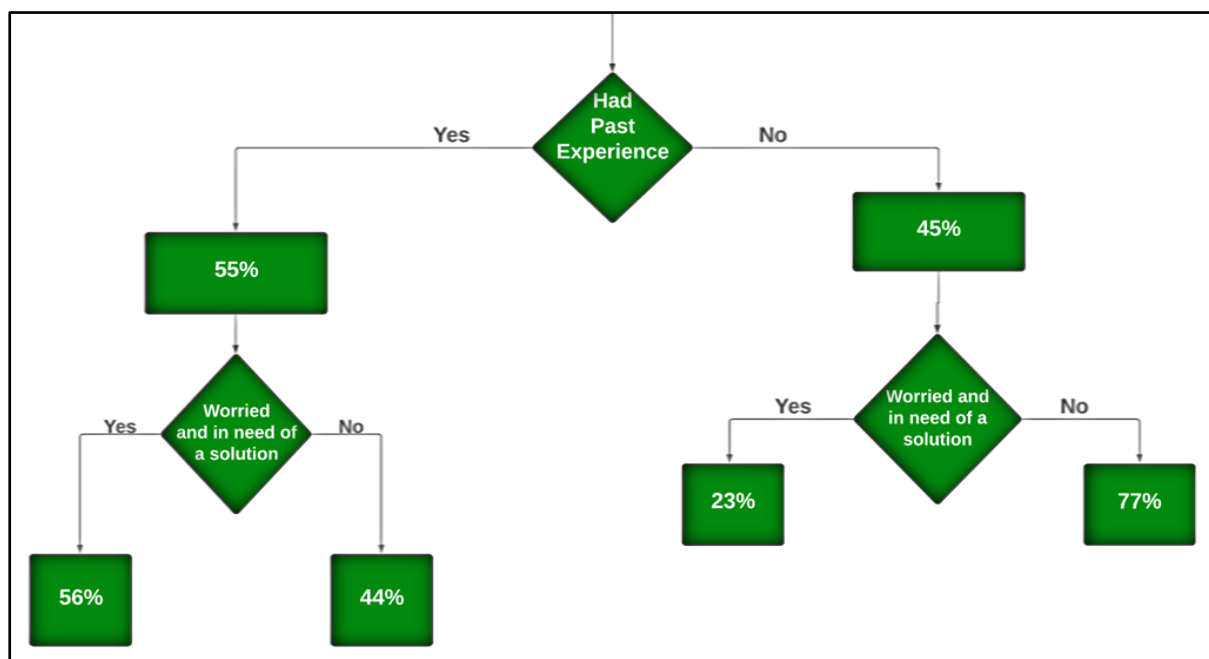 Had
Past
Experience
Yes
No
55%
45%
Worried
and in need of
a solution
Yes
No
56%
44%
Worried and
in need of a
solution
Yes
No
23%
77%